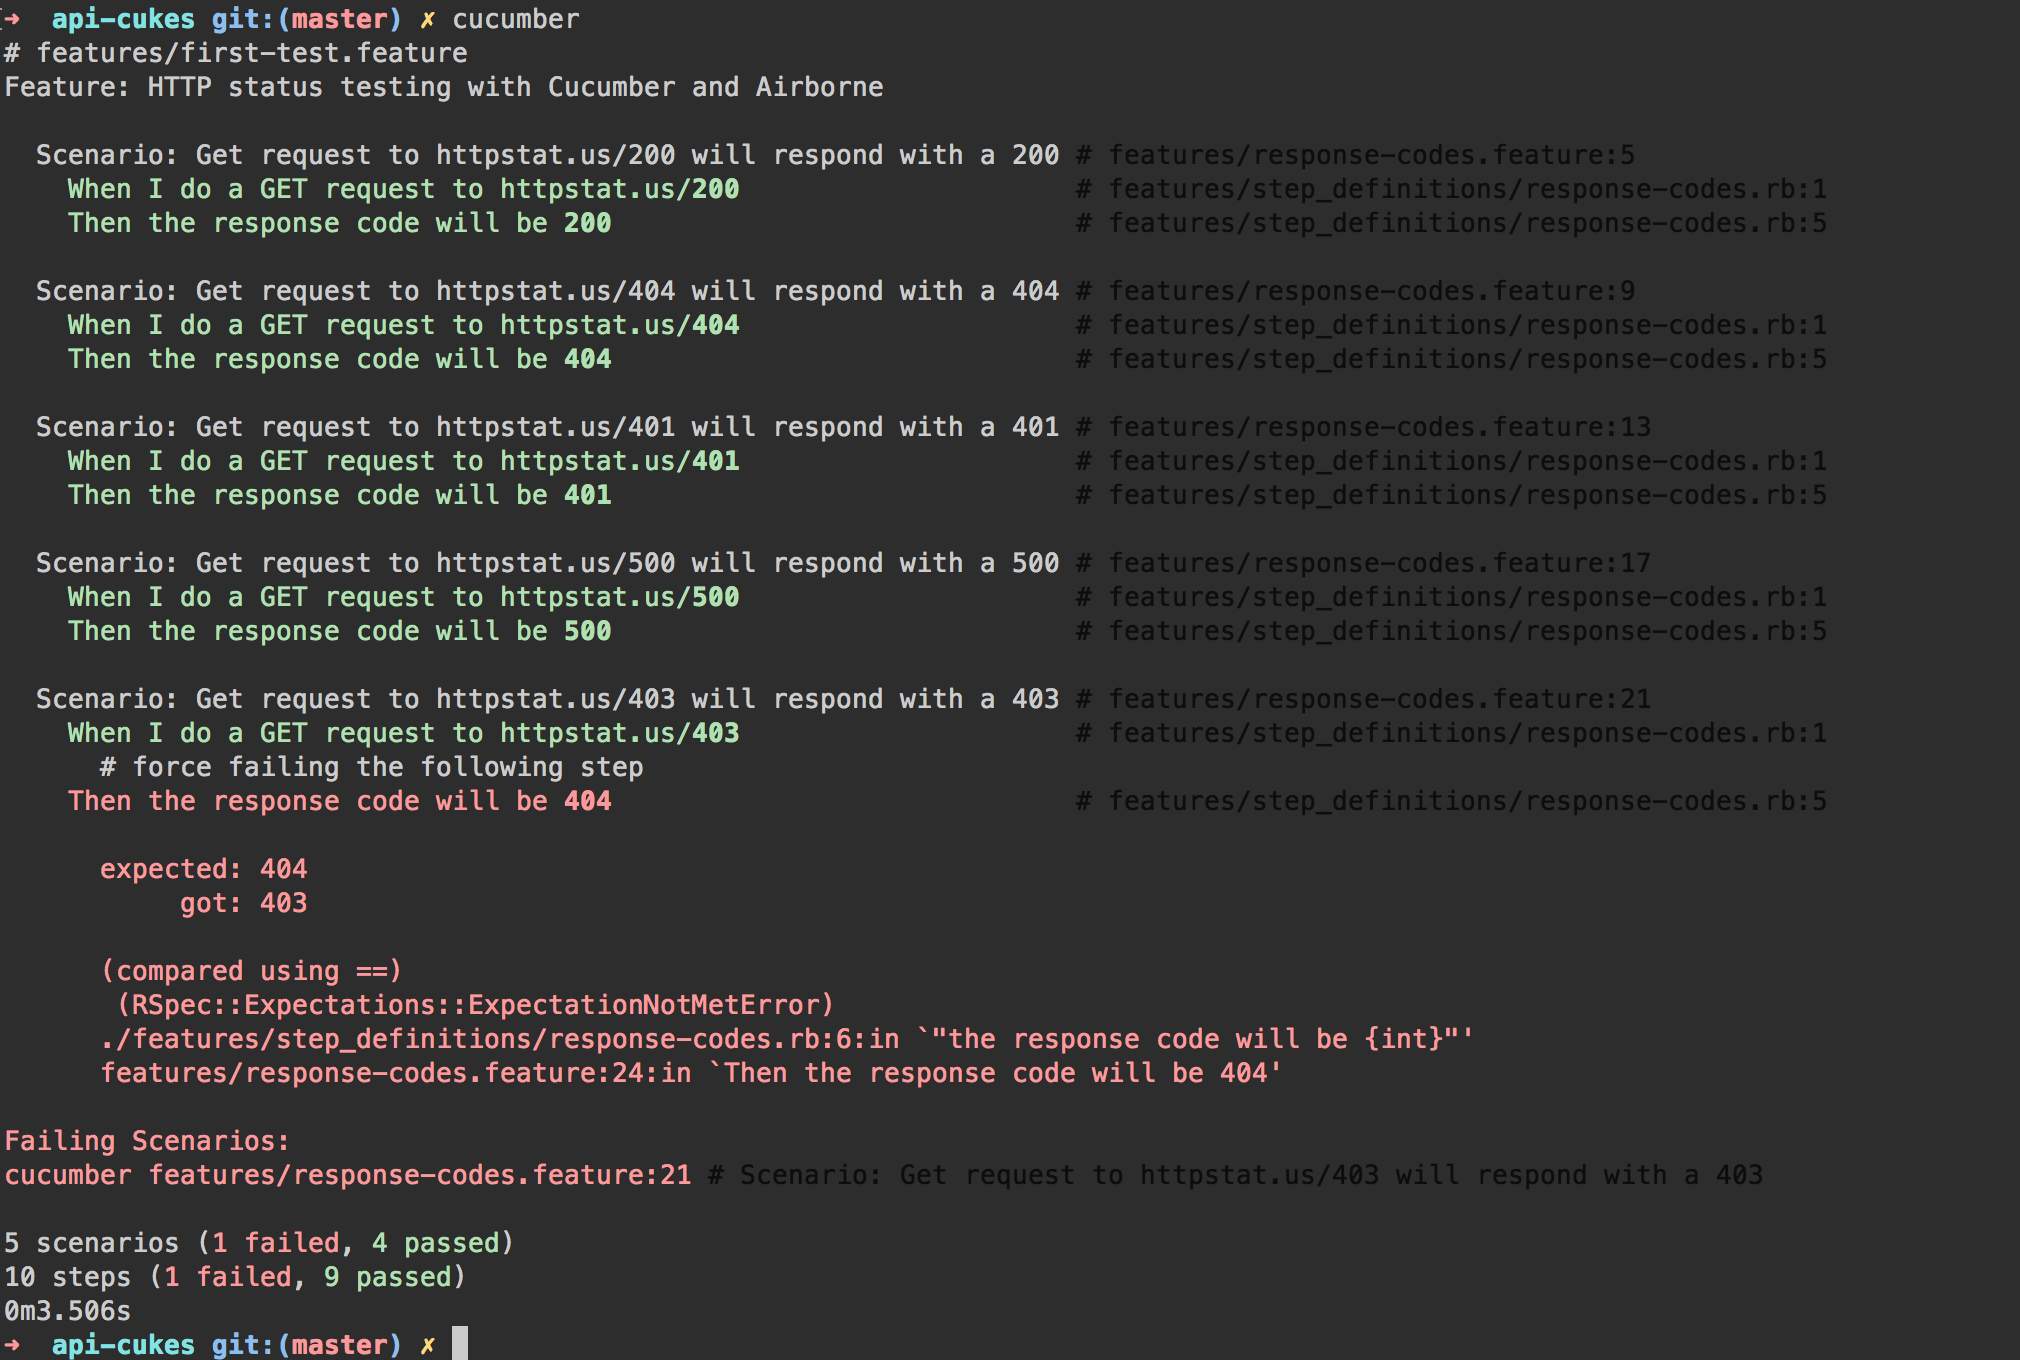 ➜  api-cukes git:(master) ✗ cucumber
# features/first-test.feature
Feature: HTTP status testing with Cucumber and Airborne

  Scenario: Get request to httpstat.us/200 will respond with a 200 # features/response-codes.feature:5
    When I do a GET request to httpstat.us/200                     # features/step_definitions/response-codes.rb:1
    Then the response code will be 200                             # features/step_definitions/response-codes.rb:5

  Scenario: Get request to httpstat.us/404 will respond with a 404 # features/response-codes.feature:9
    When I do a GET request to httpstat.us/404                     # features/step_definitions/response-codes.rb:1
    Then the response code will be 404                             # features/step_definitions/response-codes.rb:5

  Scenario: Get request to httpstat.us/401 will respond with a 401 # features/response-codes.feature:13
    When I do a GET request to httpstat.us/401                     # features/step_definitions/response-codes.rb:1
    Then the response code will be 401                             # features/step_definitions/response-codes.rb:5

  Scenario: Get request to httpstat.us/500 will respond with a 500 # features/response-codes.feature:17
    When I do a GET request to httpstat.us/500                     # features/step_definitions/response-codes.rb:1
    Then the response code will be 500                             # features/step_definitions/response-codes.rb:5

  Scenario: Get request to httpstat.us/403 will respond with a 403 # features/response-codes.feature:21
    When I do a GET request to httpstat.us/403                     # features/step_definitions/response-codes.rb:1
      # force failing the following step
    Then the response code will be 404                             # features/step_definitions/response-codes.rb:5

      expected: 404
           got: 403

      (compared using ==)
       (RSpec::Expectations::ExpectationNotMetError)
      ./features/step_definitions/response-codes.rb:6:in `"the response code will be {int}"'
      features/response-codes.feature:24:in `Then the response code will be 404'

Failing Scenarios:
cucumber features/response-codes.feature:21 # Scenario: Get request to httpstat.us/403 will respond with a 403

5 scenarios (1 failed, 4 passed)
10 steps (1 failed, 9 passed)
0m3.506s
➜  api-cukes git:(master) ✗